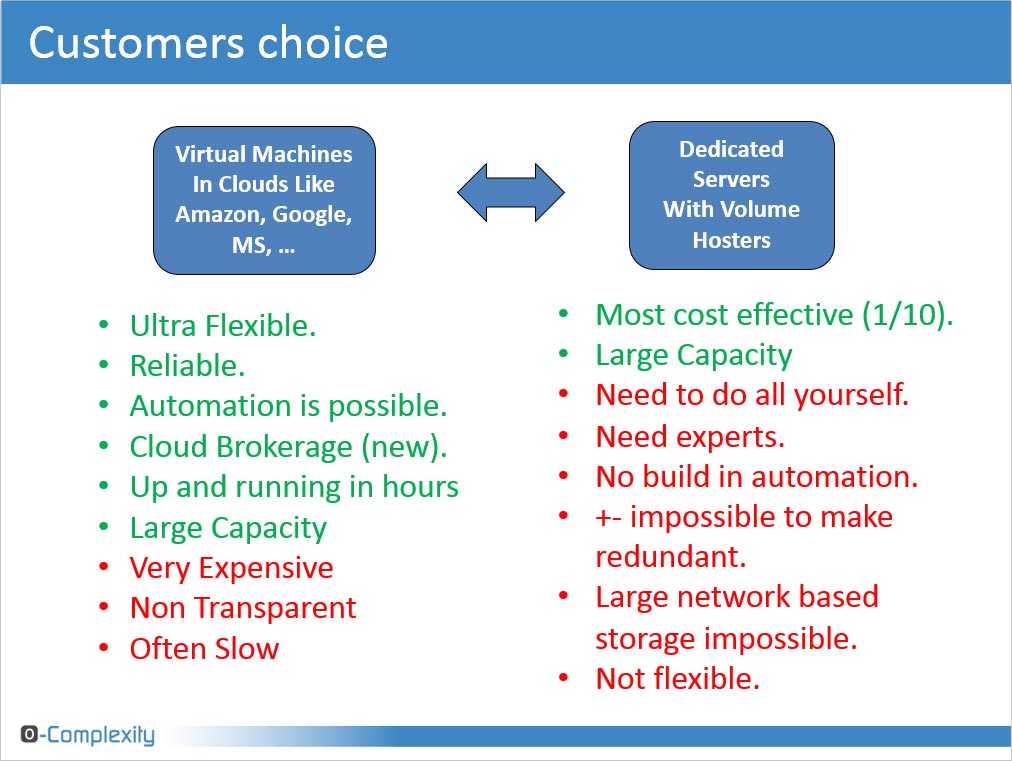 Customers choice
Virtual Machines
In Clouds Like
Amazon, Google,
MS, …
Dedicated
Servers
With Volume
Hosters
• Ultra Flexible.
• Reliable.
• Automation is possible.
• Cloud Brokerage (new).
• Up and running in hours
• Large Capacity
• Very Expensive
• Non Transparent
• Often Slow
• Most cost effective (1/10).
• Large Capacity
• Need to do all yourself.
• Need experts.
• No build in automation.
• +- impossible to make
redundant.
• Large network based
storage impossible.
• Not flexible.
O-Complexity